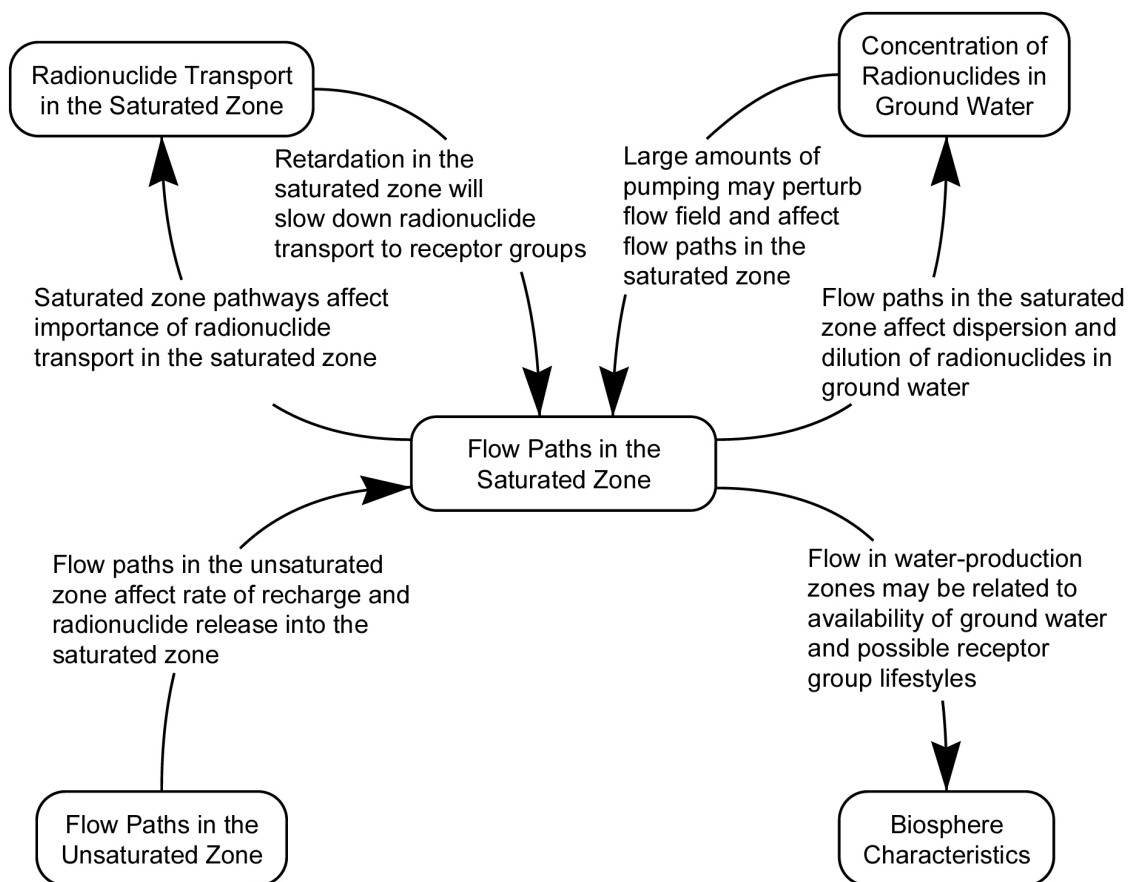 Radionuclide Transport
in the Saturated Zone
Concentration of
Radionuclides in
Ground Water
Retardation in the
saturated zone will
slow down radionuclide
transport to receptor groups
Large amounts of
pumping may perturb
flow field and affect
flow paths in the
saturated zone
Saturated zone pathways affect
importance of radionuclide
transport in the saturated zone
Flow paths in the saturated
zone affect dispersion and
dilution of radionuclides in
ground water
Flow Paths in the
Saturated Zone
Flow paths in the unsaturated
zone affect rate of recharge and
radionuclide release into the
saturated zone
Flow in water-production
zones may be related to
availability of ground water
and possible receptor
group lifestyles
Flow Paths in the
Unsaturated Zone
Biosphere
Characteristics